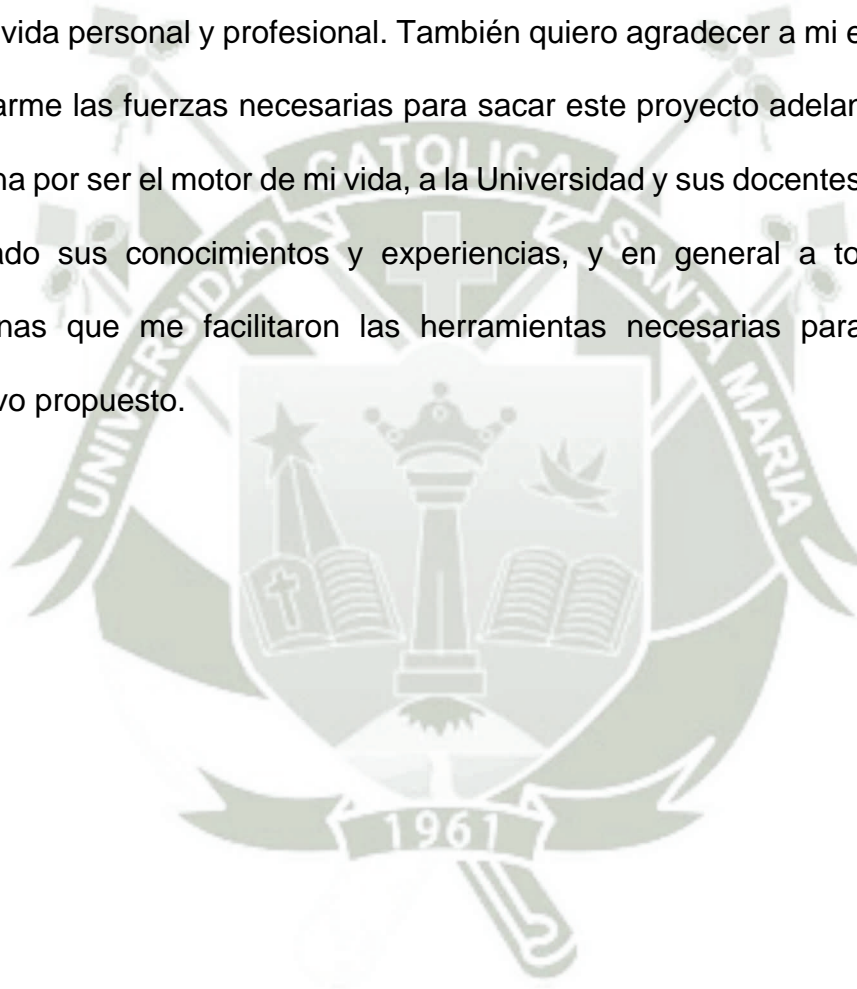 vida personal y profesional. También quiero agradecer a mi e
arme las fuerzas necesarias para sacar este proyecto adelan
na por ser el motor de mi vida, a la Universidad y sus docentes
ado sus conocimientos y experiencias, y en general a to
nas que me facilitaron las herramientas necesarias para
vo propuesto.
UNIVERSIDAD CATOLICA SANTA MARIA
1961